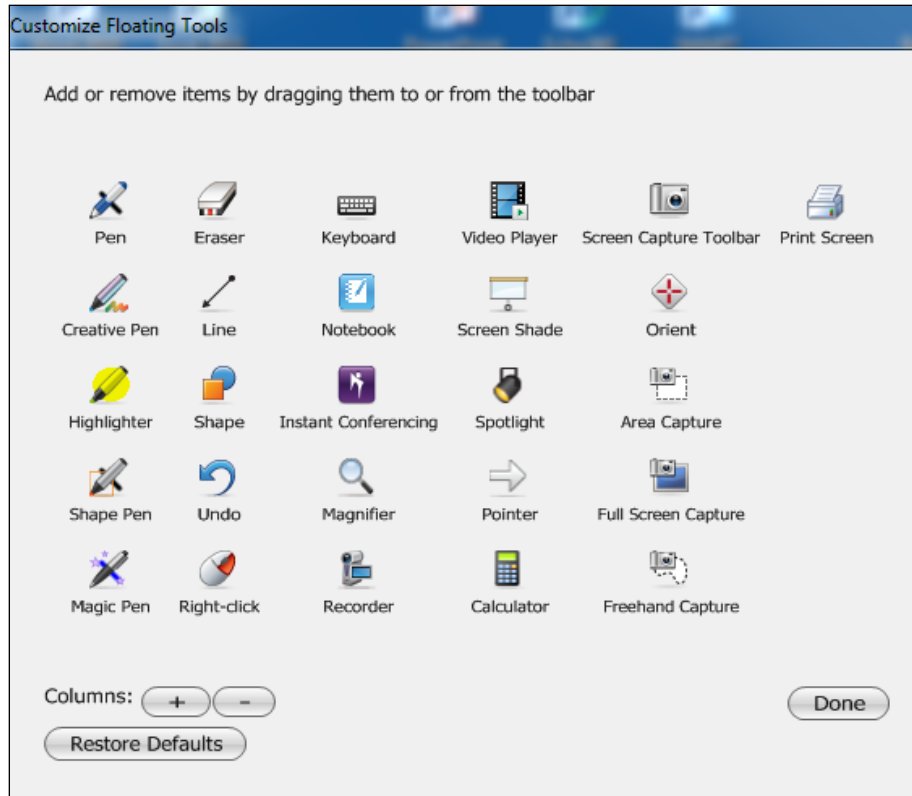 Customize Floating Tools
Add or remove items by dragging them to or from the toolbar
Pen Eraser Keyboard Video Player Screen Capture Toolbar Print Screen
Creative Pen Line Notebook Screen Shade Orient
Highlighter Shape Instant Conferencing Spotlight Area Capture
Shape Pen Undo Magnifier Pointer Full Screen Capture
Magic Pen Right-click Recorder Calculator Freehand Capture
Columns: + - Done
Restore Defaults